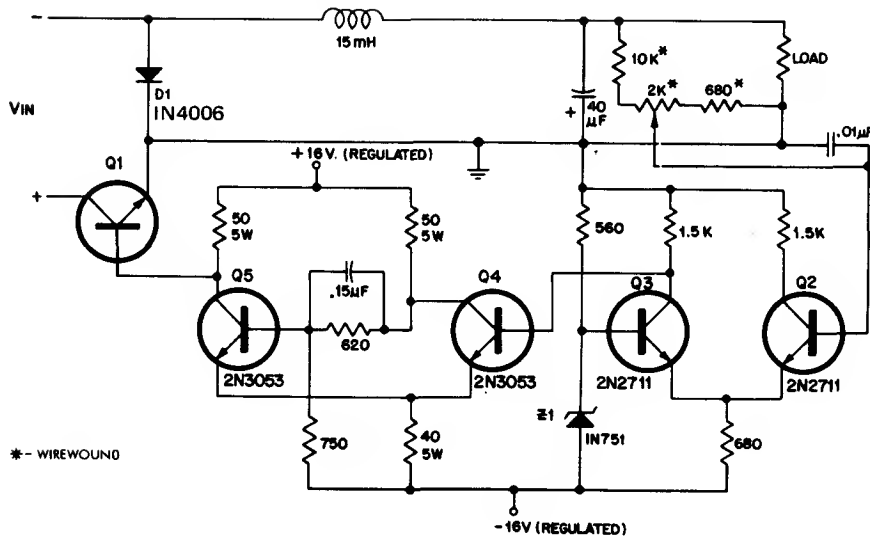 -
15 mH
10K*
LOAD
2K*
680*
D1
IN4006
+
40
μF
.01μF
VIN
Q1
+16V. (REGULATED)
+
50
5W
50
5W
560
1.5K
1.5K
Q5
.15μF
Q4
Q3
Q2
620
2N3053
2N3053
2N2711
2N2711
Z1
IN751
750
40
5W
680
*- WIREWOUND
-16V (REGULATED)